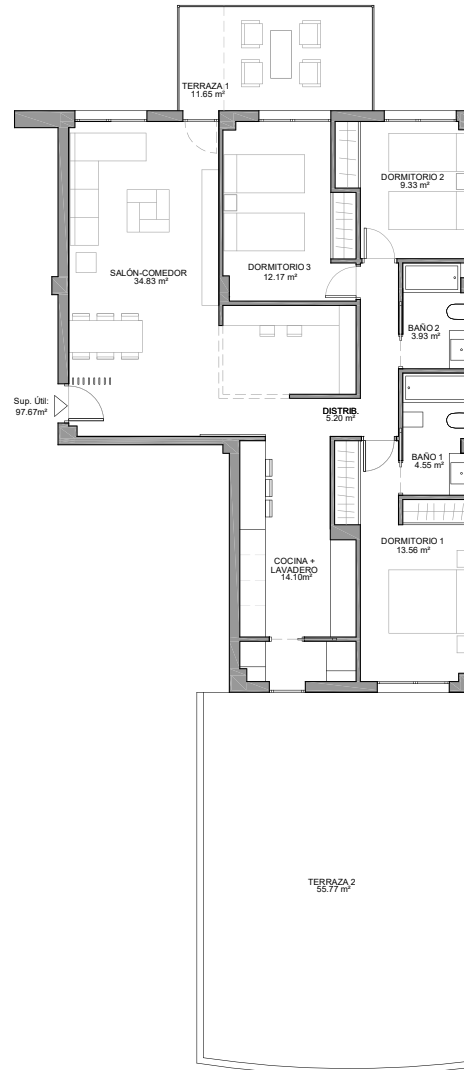 TERRAZA 1
11.65 m²
DORMITORIO 2
9.33 m²
SALÓN-COMEDOR
34.83 m²
DORMITORIO 3
12.17 m²
BAÑO 2
3.93 m²
Sup. Útil:
97.67m²
DISTRIB.
5.20 m²
BAÑO 1
4.55 m²
DORMITORIO 1
13.56 m²
COCINA +
LAVADERO
14.10m²
TERRAZA 2
55.77 m²